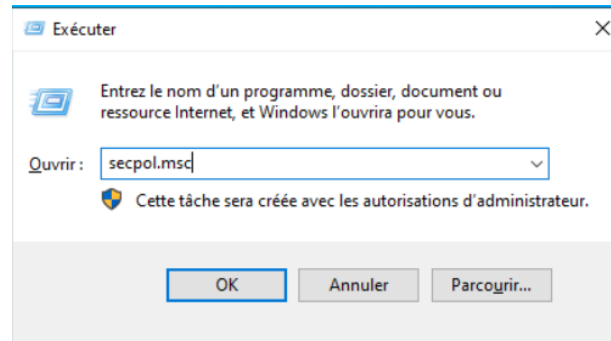 Exécuter
Entrez le nom d'un programme, dossier, document ou
ressource Internet, et Windows l'ouvrira pour vous.
Ouvrir : secpol.msc
Cette tâche sera créée avec les autorisations d'administrateur.
OK Annuler Parcourir...